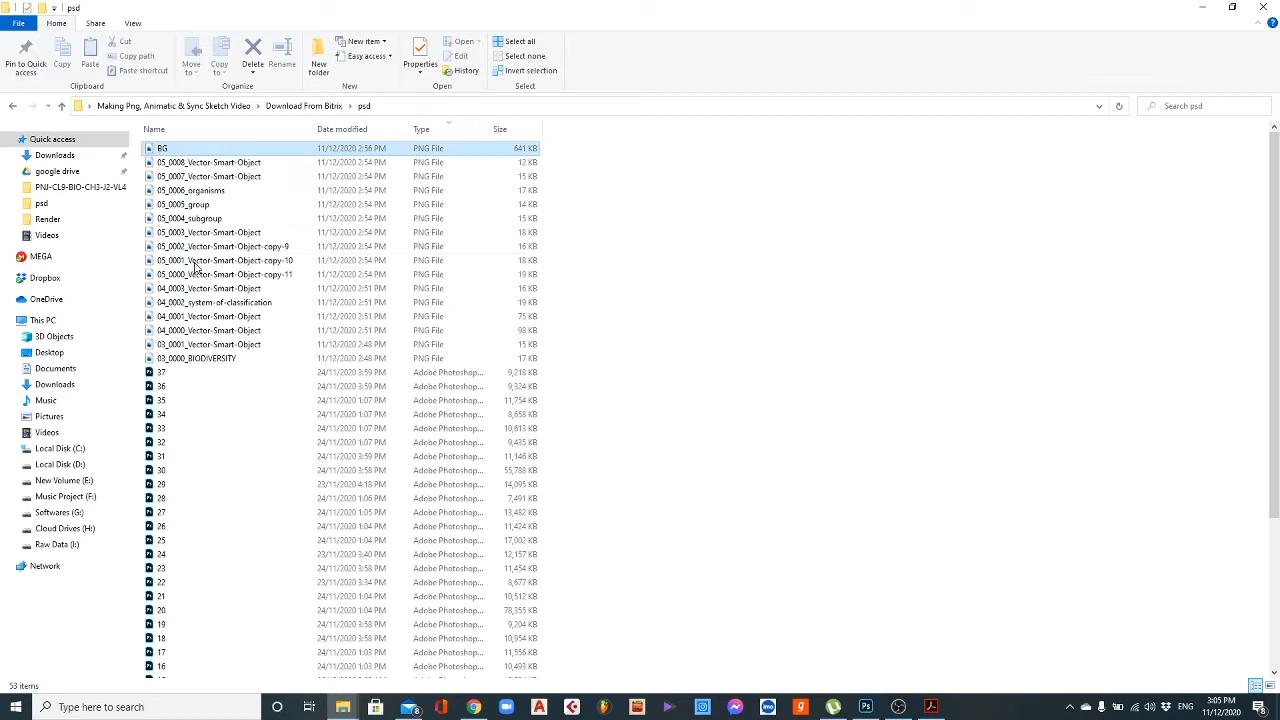 psd
File Home Share View
Pin to Quick access
Copy
Paste
Cut
Copy path
Paste shortcut
Move to
Copy to
Delete
Rename
New folder
New item
Easy access
Properties
Open
Edit
History
Select all
Select none
Invert selection
Clipboard Organize New Open Select
Making Png, Animatic & Sync Sketch Video > Download From Bitrix > psd
Search psd
Quick access
Downloads
google drive
PNJ-CL9-BIO-CH3-J2-VL4
psd
Render
Videos
MEGA
Dropbox
OneDrive
This PC
3D Objects
Desktop
Documents
Downloads
Music
Pictures
Videos
Local Disk (C:)
Local Disk (D:)
New Volume (E:)
Music Project (F:)
Softwares (G:)
Cloud Drives (H:)
Raw Data (I:)
Network
Name Date modified Type Size
BG 11/12/2020 2:56 PM PNG File 641 KB
05_0008_Vector-Smart-Object 11/12/2020 2:54 PM PNG File 12 KB
05_0007_Vector-Smart-Object 11/12/2020 2:54 PM PNG File 15 KB
05_0006_organisms 11/12/2020 2:54 PM PNG File 17 KB
05_0005_group 11/12/2020 2:54 PM PNG File 14 KB
05_0004_subgroup 11/12/2020 2:54 PM PNG File 15 KB
05_0003_Vector-Smart-Object 11/12/2020 2:54 PM PNG File 18 KB
05_0002_Vector-Smart-Object-copy-9 11/12/2020 2:54 PM PNG File 16 KB
05_0001_Vector-Smart-Object-copy-10 11/12/2020 2:54 PM PNG File 18 KB
05_0000_Vector-Smart-Object-copy-11 11/12/2020 2:54 PM PNG File 19 KB
04_0003_Vector-Smart-Object 11/12/2020 2:51 PM PNG File 16 KB
04_0002_system-of-classification 11/12/2020 2:51 PM PNG File 19 KB
04_0001_Vector-Smart-Object 11/12/2020 2:51 PM PNG File 75 KB
04_0000_Vector-Smart-Object 11/12/2020 2:51 PM PNG File 98 KB
03_0001_Vector-Smart-Object 11/12/2020 2:48 PM PNG File 15 KB
03_0000_BIODIVERSITY 11/12/2020 2:48 PM PNG File 17 KB
37 24/11/2020 3:59 PM Adobe Photoshop... 9,218 KB
36 24/11/2020 3:59 PM Adobe Photoshop... 9,324 KB
35 24/11/2020 1:07 PM Adobe Photoshop... 11,754 KB
34 24/11/2020 1:07 PM Adobe Photoshop... 8,658 KB
33 24/11/2020 1:07 PM Adobe Photoshop... 10,613 KB
32 24/11/2020 1:07 PM Adobe Photoshop... 9,435 KB
31 24/11/2020 3:59 PM Adobe Photoshop... 11,146 KB
30 24/11/2020 3:58 PM Adobe Photoshop... 55,788 KB
29 23/11/2020 4:18 PM Adobe Photoshop... 14,095 KB
28 24/11/2020 1:06 PM Adobe Photoshop... 7,491 KB
27 24/11/2020 1:05 PM Adobe Photoshop... 13,482 KB
26 24/11/2020 1:04 PM Adobe Photoshop... 11,424 KB
25 24/11/2020 1:04 PM Adobe Photoshop... 17,002 KB
24 23/11/2020 3:40 PM Adobe Photoshop... 12,157 KB
23 24/11/2020 3:58 PM Adobe Photoshop... 11,454 KB
22 23/11/2020 3:34 PM Adobe Photoshop... 8,677 KB
21 24/11/2020 1:04 PM Adobe Photoshop... 10,512 KB
20 24/11/2020 1:04 PM Adobe Photoshop... 78,355 KB
19 24/11/2020 3:58 PM Adobe Photoshop... 9,204 KB
18 24/11/2020 3:58 PM Adobe Photoshop... 10,954 KB
17 24/11/2020 1:03 PM Adobe Photoshop... 11,556 KB
16 24/11/2020 1:03 PM Adobe Photoshop... 10,493 KB
53 items
Type here to search
ENG
3:05 PM
11/12/2020